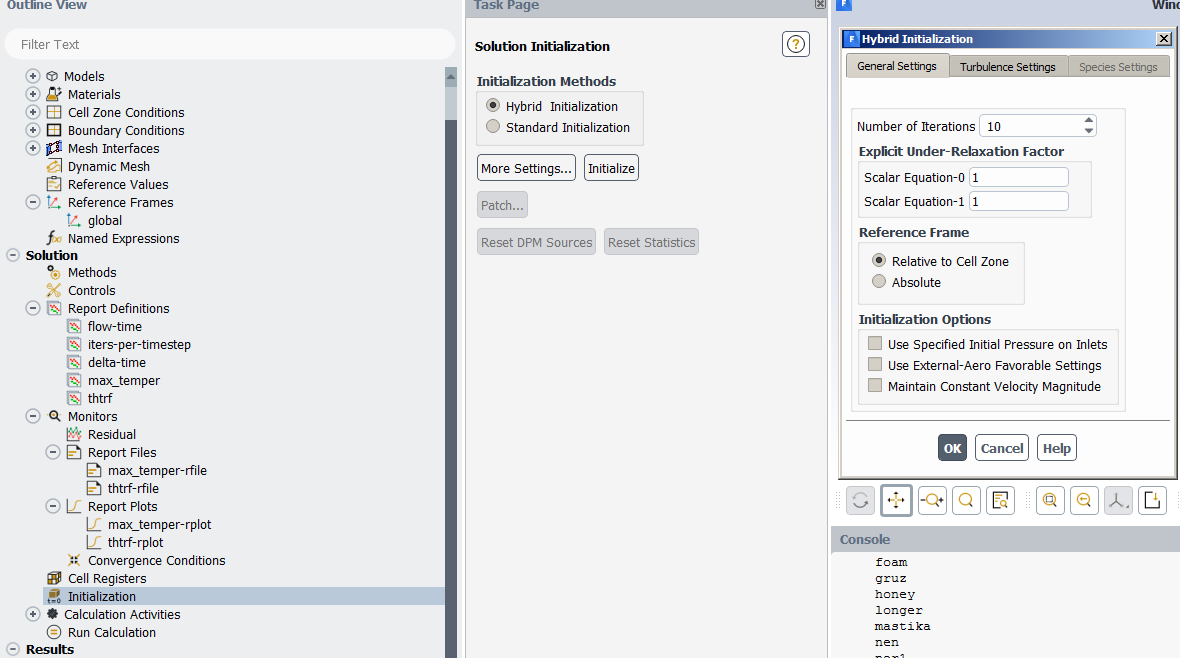 Outline View
Filter Text
Models
Materials
Cell Zone Conditions
Boundary Conditions
Mesh Interfaces
Dynamic Mesh
Reference Values
Reference Frames
global
Named Expressions
Solution
Methods
Controls
Report Definitions
flow-time
iters-per-timestep
delta-time
max_temper
thtrf
Monitors
Residual
Report Files
max_temper-rfile
thtrf-rfile
Report Plots
max_temper-rplot
thtrf-rplot
Convergence Conditions
Cell Registers
Initialization
Calculation Activities
Run Calculation
Results
Task Page
Solution Initialization
?
Initialization Methods
Hybrid Initialization
Standard Initialization
More Settings... Initialize
Patch...
Reset DPM Sources Reset Statistics
Hybrid Initialization
General Settings Turbulence Settings Species Settings
Number of Iterations 10
Explicit Under-Relaxation Factor
Scalar Equation-0 1
Scalar Equation-1 1
Reference Frame
Relative to Cell Zone
Absolute
Initialization Options
Use Specified Initial Pressure on Inlets
Use External-Aero Favorable Settings
Maintain Constant Velocity Magnitude
OK Cancel Help
Console
foam
gruz
honey
longer
mastika
nen